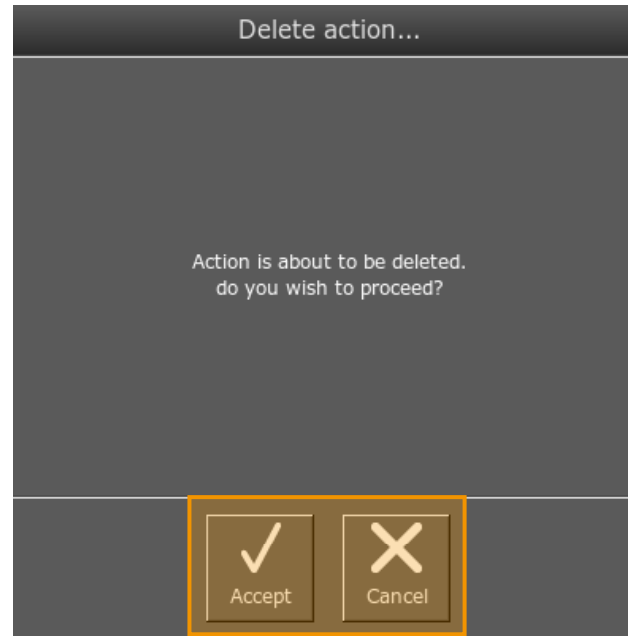 Delete action...
Action is about to be deleted.
do you wish to proceed?
Accept
Cancel